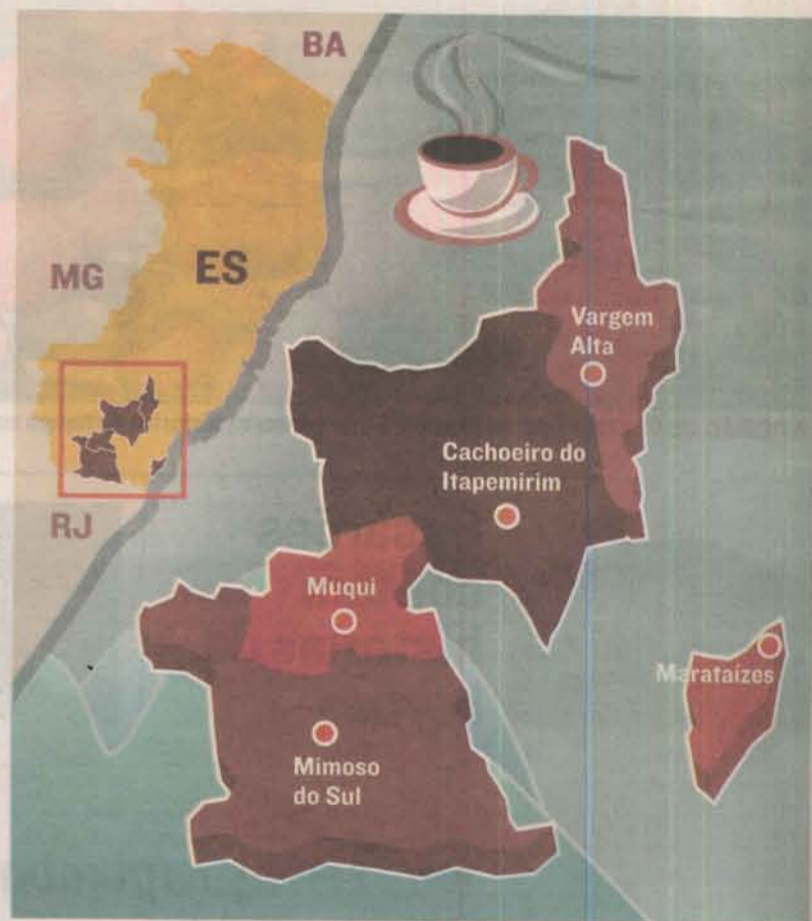 BA
MG
ES
RJ
Vargem
Alta
Cachoeiro do
Itapemirim
Muqui
Marataízes
Mimoso
do Sul